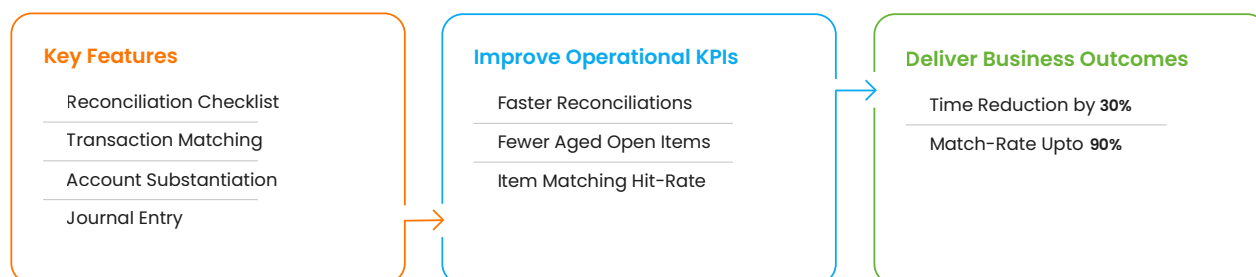 Key Features
Reconciliation Checklist
Transaction Matching
Account Substantiation
Journal Entry
Improve Operational KPIs
Faster Reconciliations
Fewer Aged Open Items
Item Matching Hit-Rate
Deliver Business Outcomes
Time Reduction by 30%
Match-Rate Upto 90%